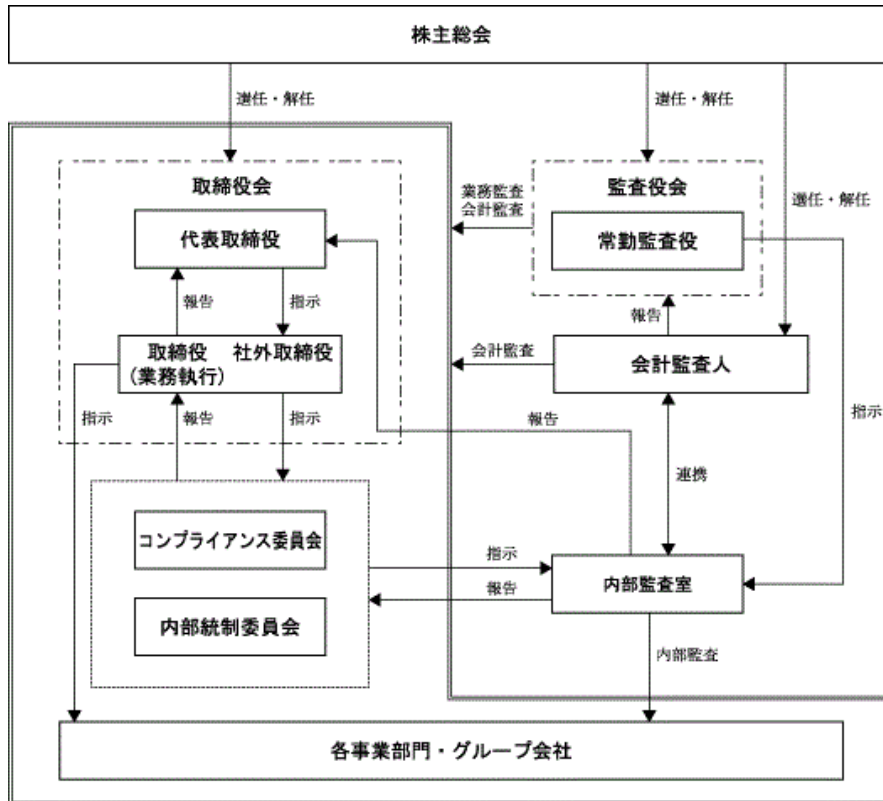 株主総会
選任・解任
選任・解任
選任・解任
取締役会
代表取締役
業務監査
会計監査
監査役会
常勤監査役
報告
指示
報告
取締役 社外取締役
(業務執行)
会計監査
会計監査人
指示
報告
指示
報告
指示
連携
コンプライアンス委員会
指示
内部監査室
報告
内部統制委員会
内部監査
各事業部門・グループ会社